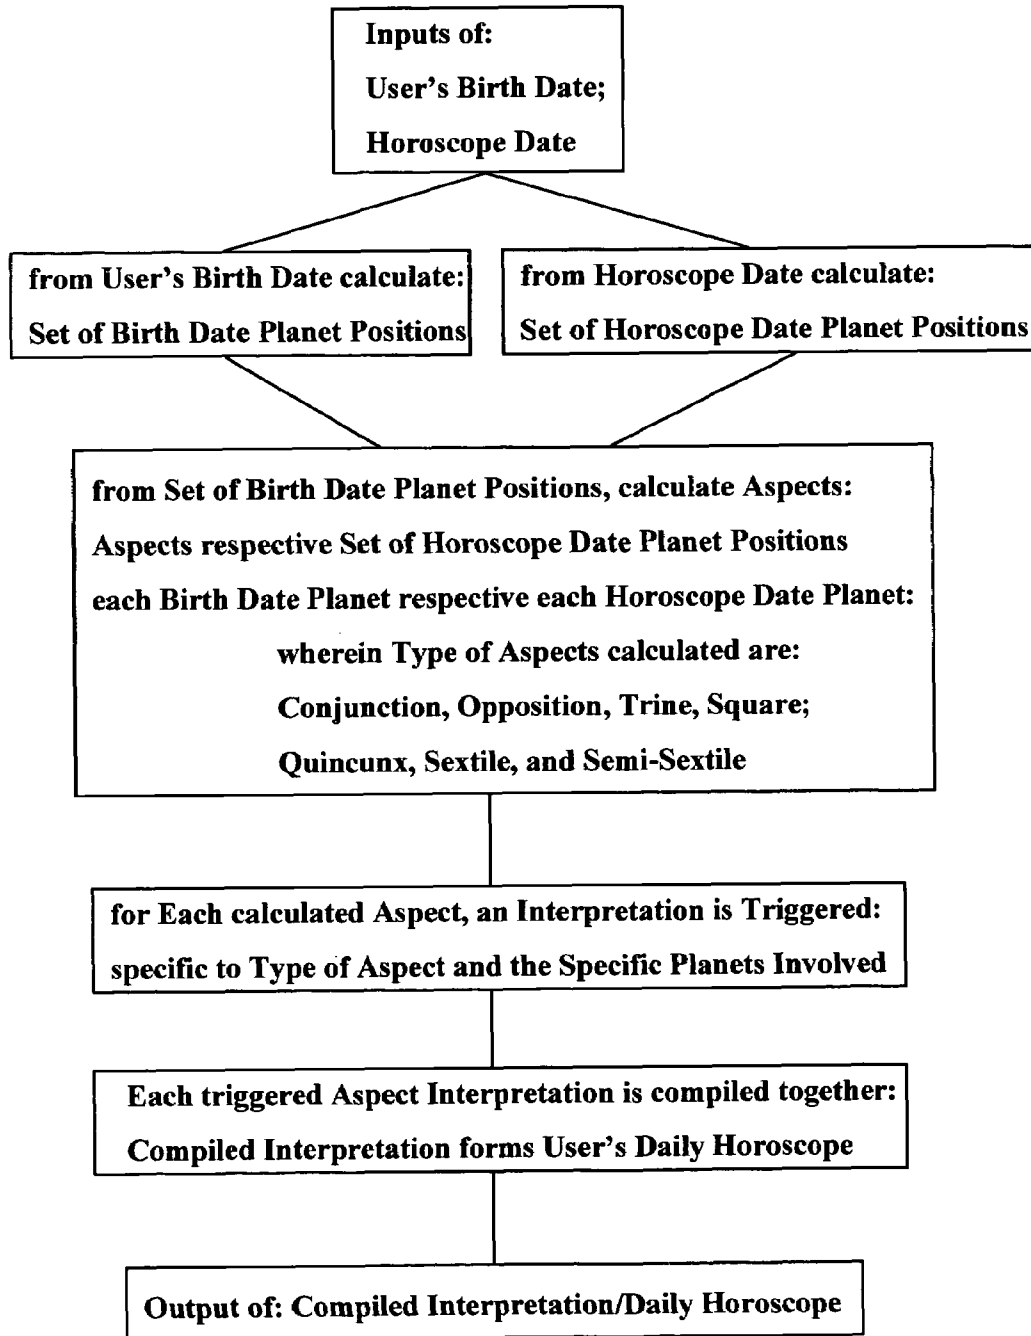 Inputs of:
User's Birth Date;
Horoscope Date
from User's Birth Date calculate:
Set of Birth Date Planet Positions
from Horoscope Date calculate:
Set of Horoscope Date Planet Positions
from Set of Birth Date Planet Positions, calculate Aspects:
Aspects respective Set of Horoscope Date Planet Positions
each Birth Date Planet respective each Horoscope Date Planet:
wherein Type of Aspects calculated are:
Conjunction, Opposition, Trine, Square;
Quincunx, Sextile, and Semi-Sextile
for Each calculated Aspect, an Interpretation is Triggered:
specific to Type of Aspect and the Specific Planets Involved
Each triggered Aspect Interpretation is compiled together:
Compiled Interpretation forms User's Daily Horoscope
Output of: Compiled Interpretation/Daily Horoscope